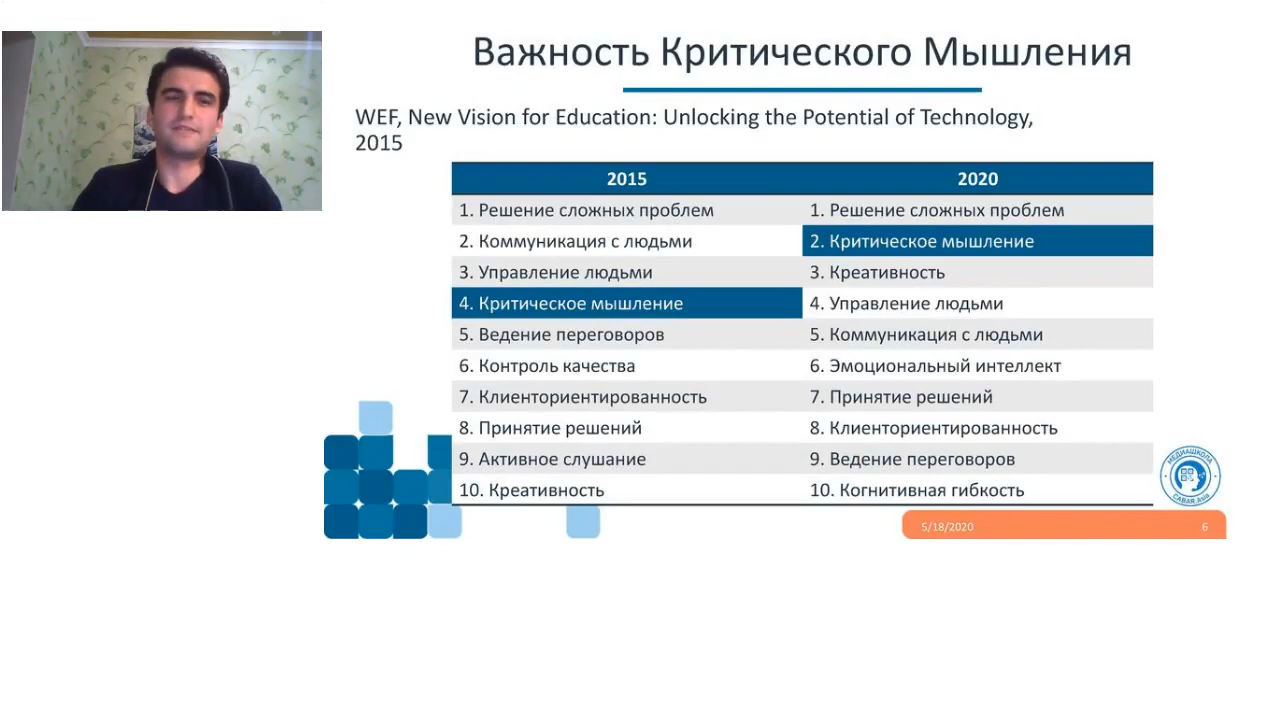 Важность Критического Мышления
WEF, New Vision for Education: Unlocking the Potential of Technology,
2015
2015 2020
1. Решение сложных проблем 1. Решение сложных проблем
2. Коммуникация с людьми 2. Критическое мышление
3. Управление людьми 3. Креативность
4. Критическое мышление 4. Управление людьми
5. Ведение переговоров 5. Коммуникация с людьми
6. Контроль качества 6. Эмоциональный интеллект
7. Клиенториентированность 7. Принятие решений
8. Принятие решений 8. Клиенториентированность
9. Активное слушание 9. Ведение переговоров
10. Креативность 10. Когнитивная гибкость
МЕДИАШКОЛА
5/18/2020 6